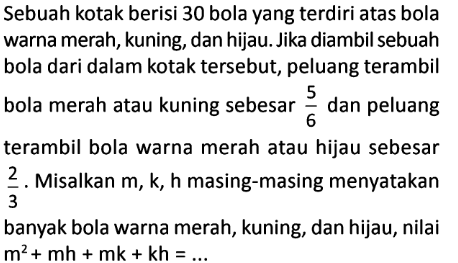 Sebuah kotak berisi 30 bola yang terdiri atas bola
warna merah, kuning, dan hijau. Jika diambil sebuah
bola dari dalam kotak tersebut, peluang terambil
bola merah atau kuning sebesar 5/6 dan peluang
terambil bola warna merah atau hijau sebesar
2/3. Misalkan m, k, h masing-masing menyatakan
banyak bola warna merah, kuning, dan hijau, nilai
m² + mh + mk + kh = ...